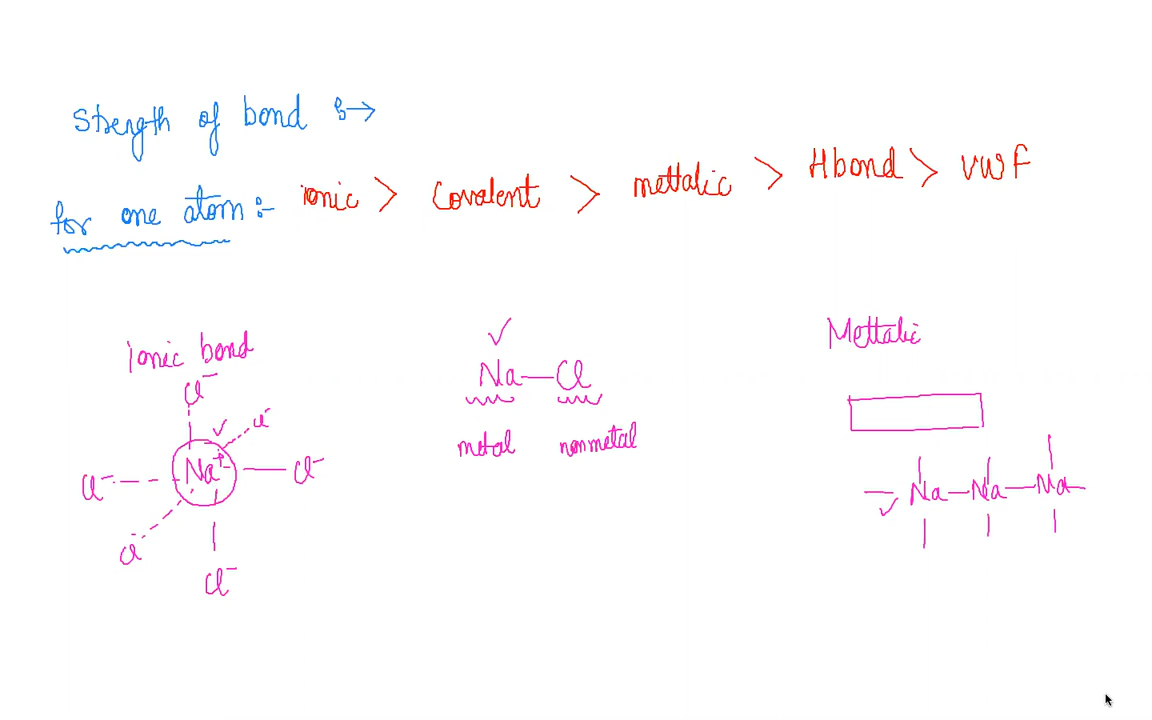 Strength of bond :→
for one atom :- ionic > Covalent > mettalic > Hbond > VWF
ionic bond
Cl⁻
Cl⁻
Na⁺
Cl⁻
Cl⁻
Cl⁻
Cl⁻
✓
Na—Cl
metal nonmetal
Mettalic
—Na—Na—Na—